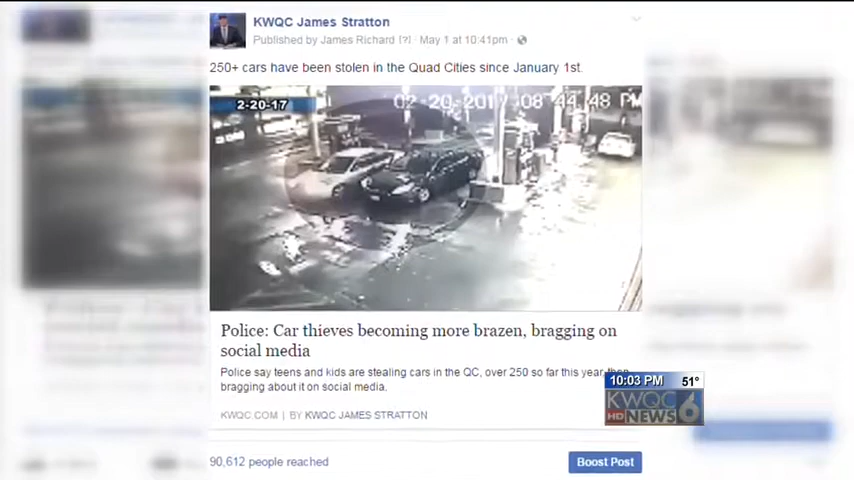 KWQC James Stratton
Published by James Richard [?] · May 1 at 10:41pm ·
250+ cars have been stolen in the Quad Cities since January 1st.
2-20-17
02-20-2017 08:44:48 PM
Police: Car thieves becoming more brazen, bragging on
social media
Police say teens and kids are stealing cars in the QC, over 250 so far this year, then
bragging about it on social media.
10:03 PM 51°
KWQC
HD NEWS 6
KWQC.COM | BY KWQC JAMES STRATTON
90,612 people reached
Boost Post